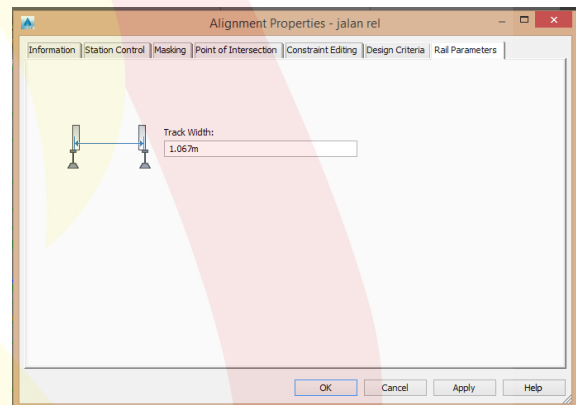 Alignment Properties - jalan rel
Information Station Control Masking Point of Intersection Constraint Editing Design Criteria Rail Parameters
Track Width:
1.067m
OK Cancel Apply Help